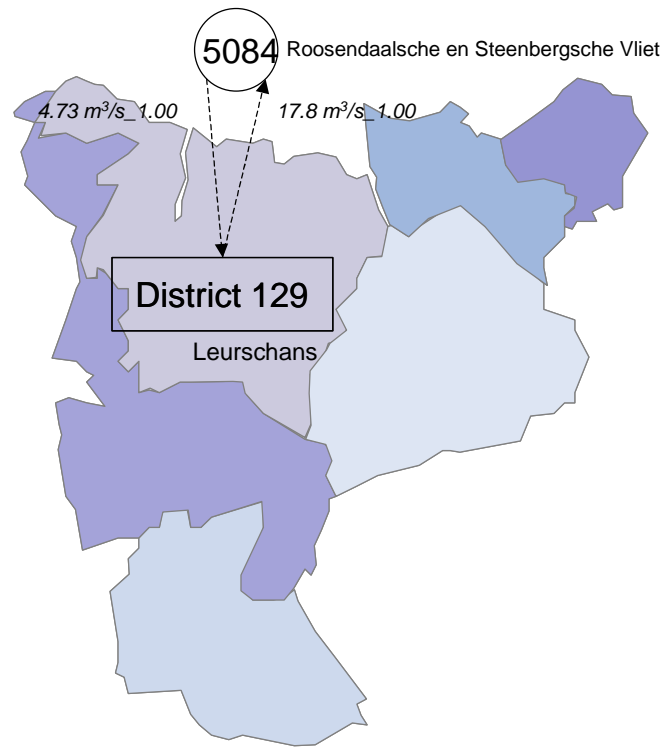 5084 Roosendaalsche en Steenbergsche Vliet
4.73 m³/s_1.00 17.8 m³/s_1.00
District 129
Leurschans